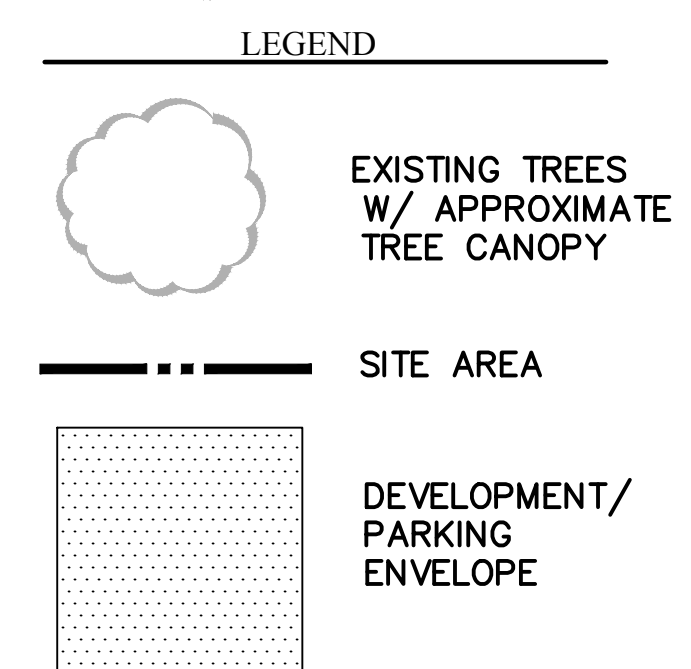 LEGEND
EXISTING TREES
W/ APPROXIMATE
TREE CANOPY
SITE AREA
DEVELOPMENT/
PARKING
ENVELOPE